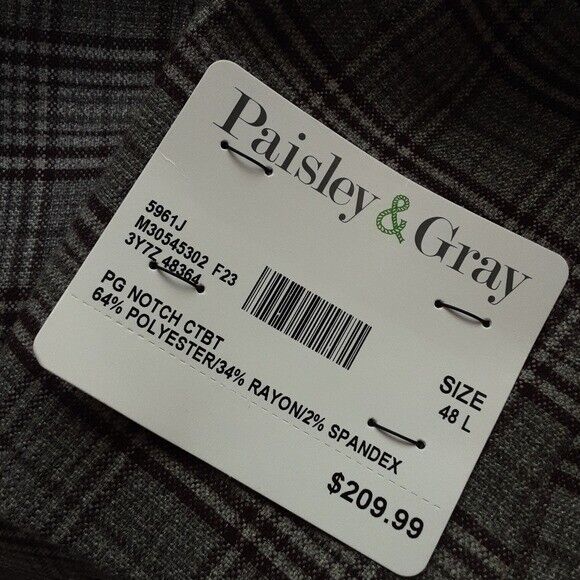 Paisley & Gray
5961J
M30545302 F23
3Y7Z 48364
PG NOTCH CTBT
64% POLYESTER/34% RAYON/2% SPANDEX
SIZE
48 L
$209.99